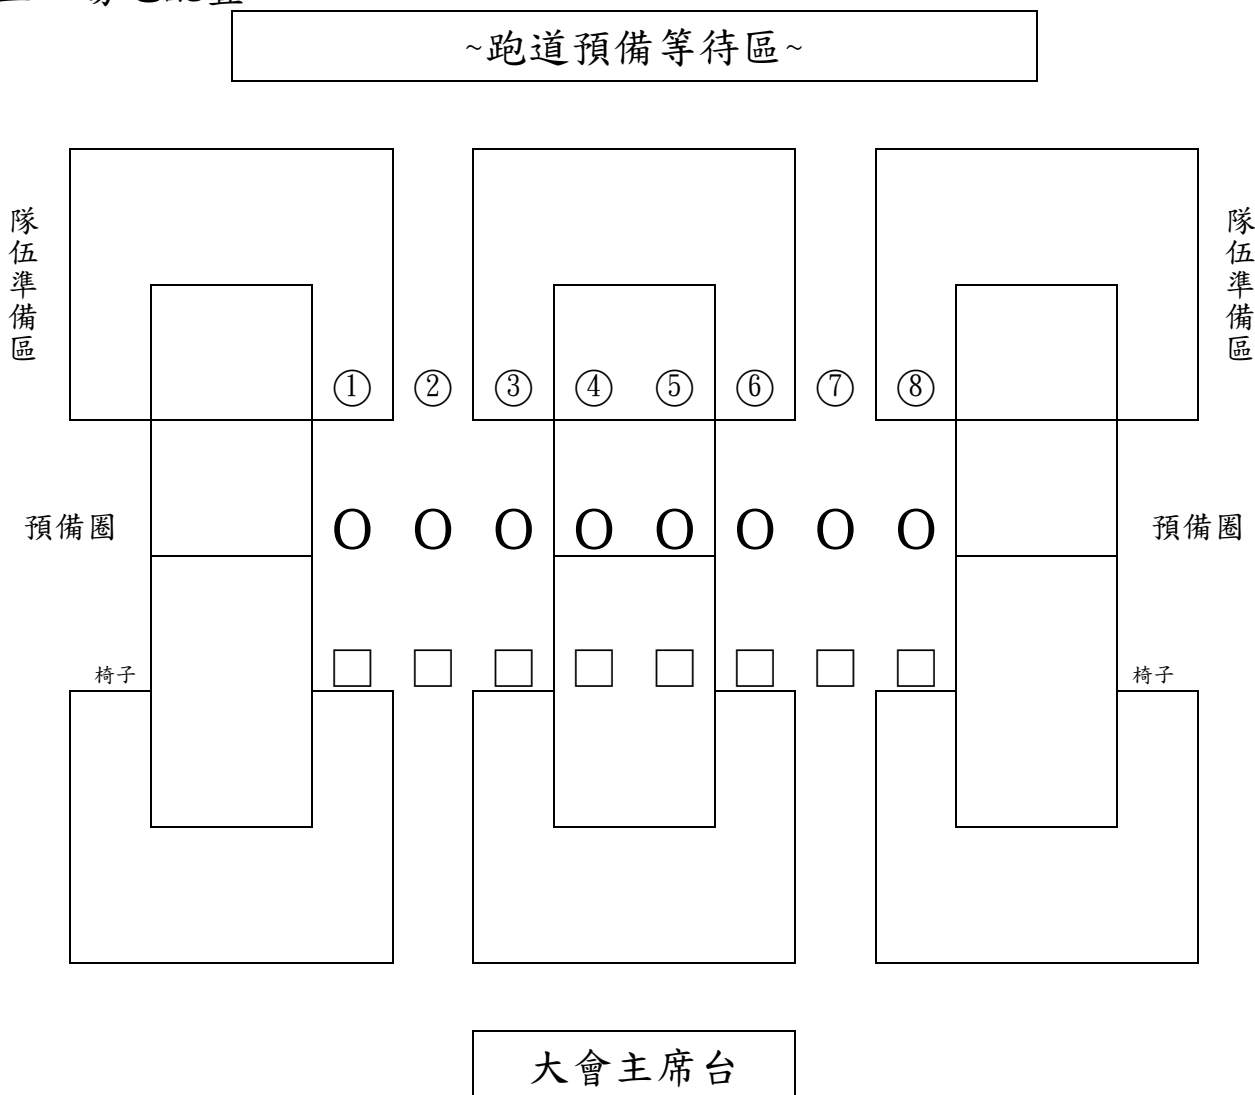 ~跑道預備等待區~
隊伍準備區
隊伍準備區
① ② ③ ④ ⑤ ⑥ ⑦ ⑧
預備圈 O O O O O O O O 預備圈
椅子 □ □ □ □ □ □ □ □ 椅子
大會主席台